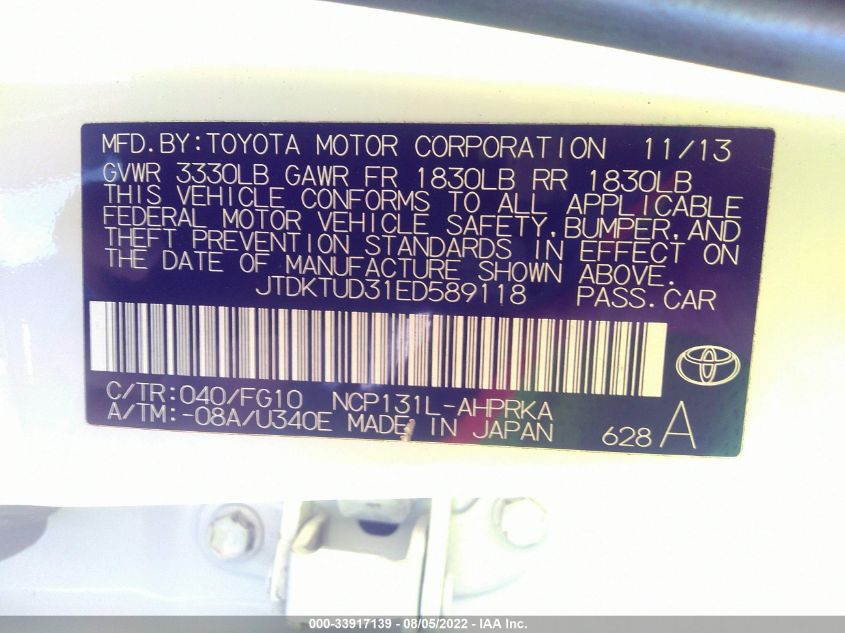 MFD.BY:TOYOTA MOTOR CORPORATION 11/13
GVWR 3330LB GAWR FR 1830LB RR 1830LB
THIS VEHICLE CONFORMS TO ALL APPLICABLE
FEDERAL MOTOR VEHICLE SAFETY,BUMPER,AND
THEFT PREVENTION STANDARDS IN EFFECT ON
THE DATE OF MANUFACTURE SHOWN ABOVE.
JTDKTUD31ED589118 PASS.CAR
C/TR:040/FG10 NCP131L-AHPRKA
A/TM:-08A/U340E MADE IN JAPAN 628 A
000-33917139 - 08/05/2022 - IAA Inc.